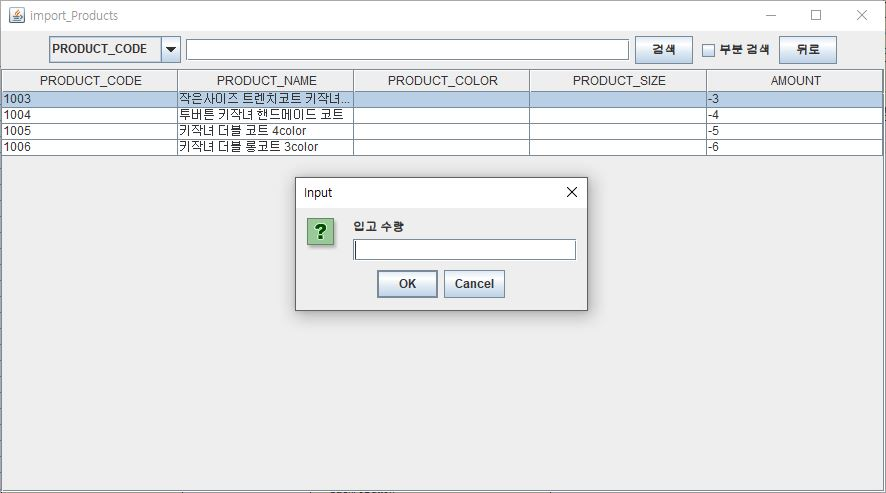 import_Products
PRODUCT_CODE 검색 부분 검색 뒤로
PRODUCT_CODE PRODUCT_NAME PRODUCT_COLOR PRODUCT_SIZE AMOUNT
1003 작은사이즈 트렌치코트 키작녀... -3
1004 투버튼 키작녀 핸드메이드 코트 -4
1005 키작녀 더블 코트 4color -5
1006 키작녀 더블 롱코트 3color -6
Input
입고 수량
OK Cancel